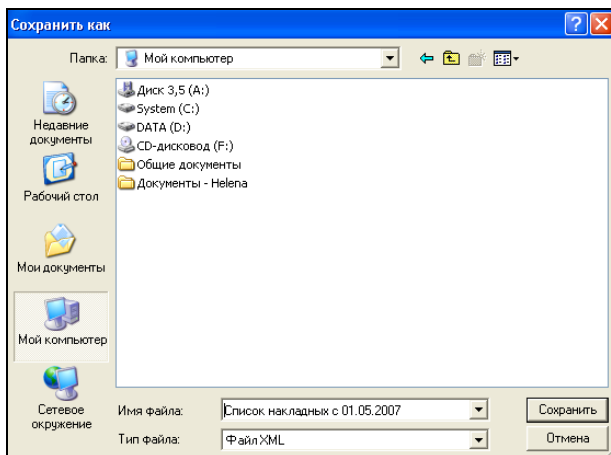 Сохранить как
Папка:
Мой компьютер
Диск 3,5 (A:)
System (C:)
DATA (D:)
CD-дисковод (F:)
Общие документы
Документы - Helena
Недавние
документы
Рабочий стол
Мои документы
Мой компьютер
Сетевое
окружение
Имя файла:
Список накладных с 01.05.2007
Сохранить
Тип файла:
Файл XML
Отмена